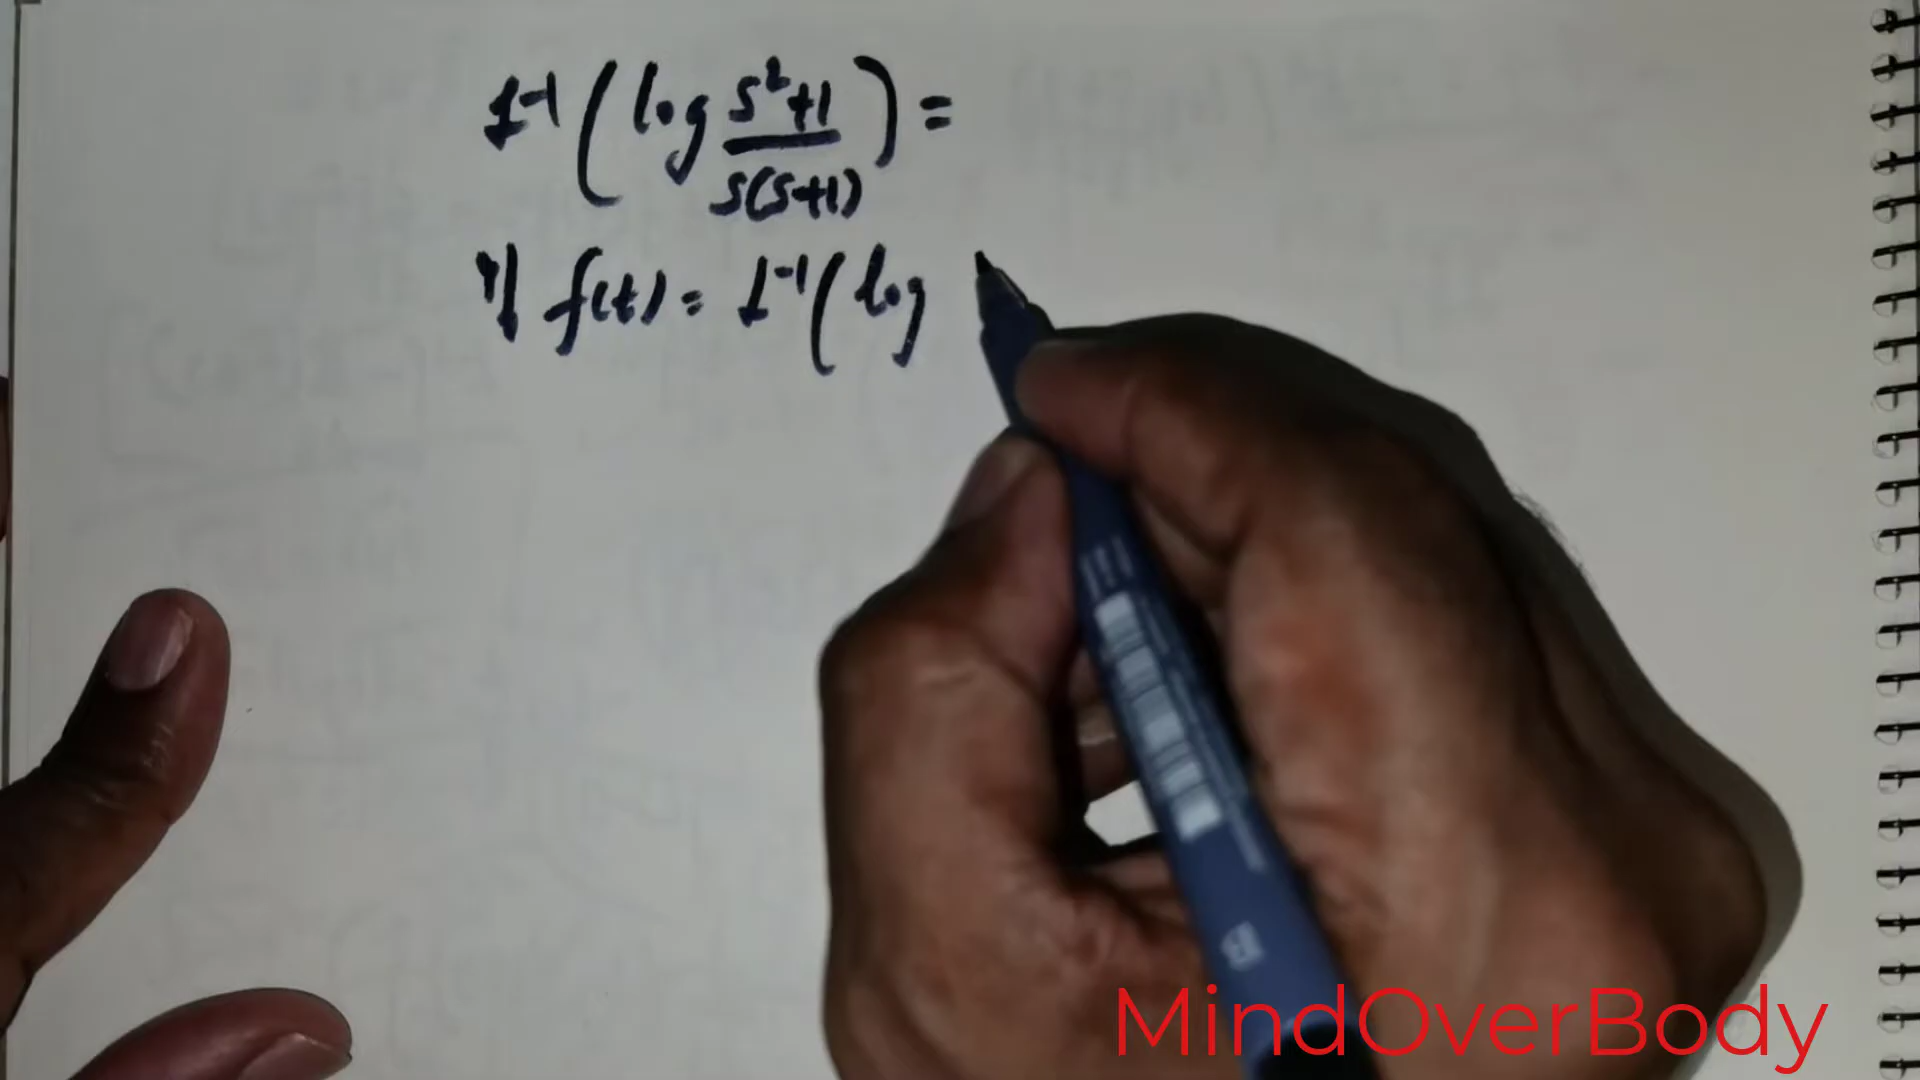 L⁻¹ ( log s²+1 / s(s+1) ) =
If f(t) = L⁻¹ ( log
MindOverBody